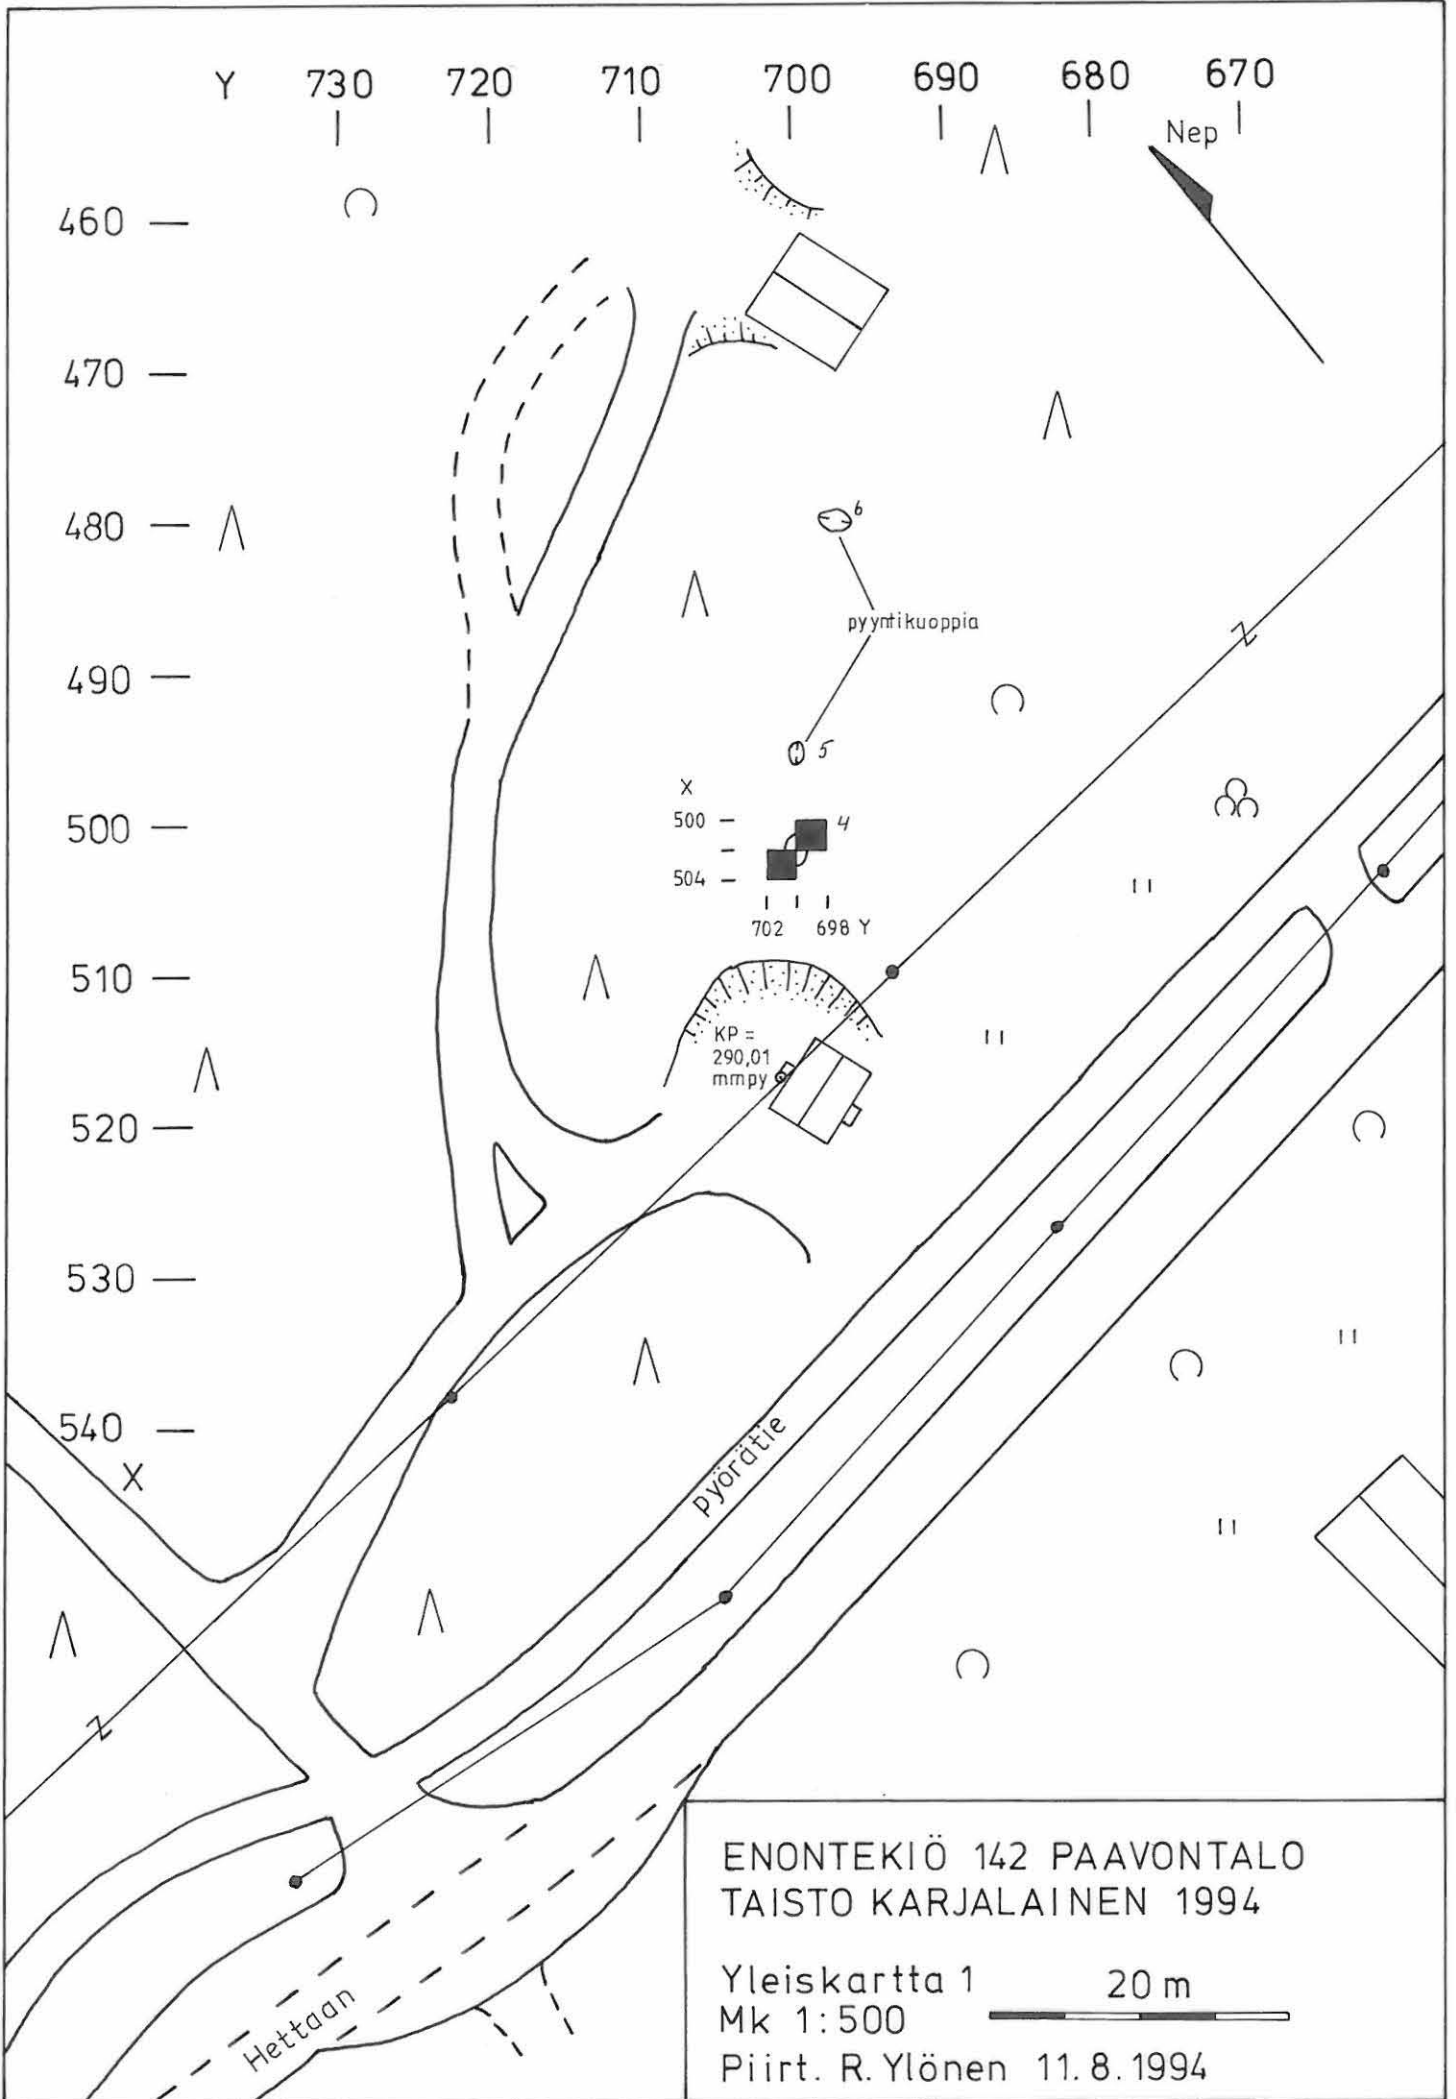 Y 730 720 710 700 690 680 670
Nep
460
470
480
6
pyyntikuoppia
Z
490
5
X
500
500 4
504
702 698 Y
510
KP =
290,01
mmpy
520
530
540
X
Pyörätie
Z
Hettaan
ENONTEKIÖ 142 PAAVONTALO
TAISTO KARJALAINEN 1994
Yleiskartta 1 20 m
Mk 1:500
Piirt. R. Ylönen 11.8.1994